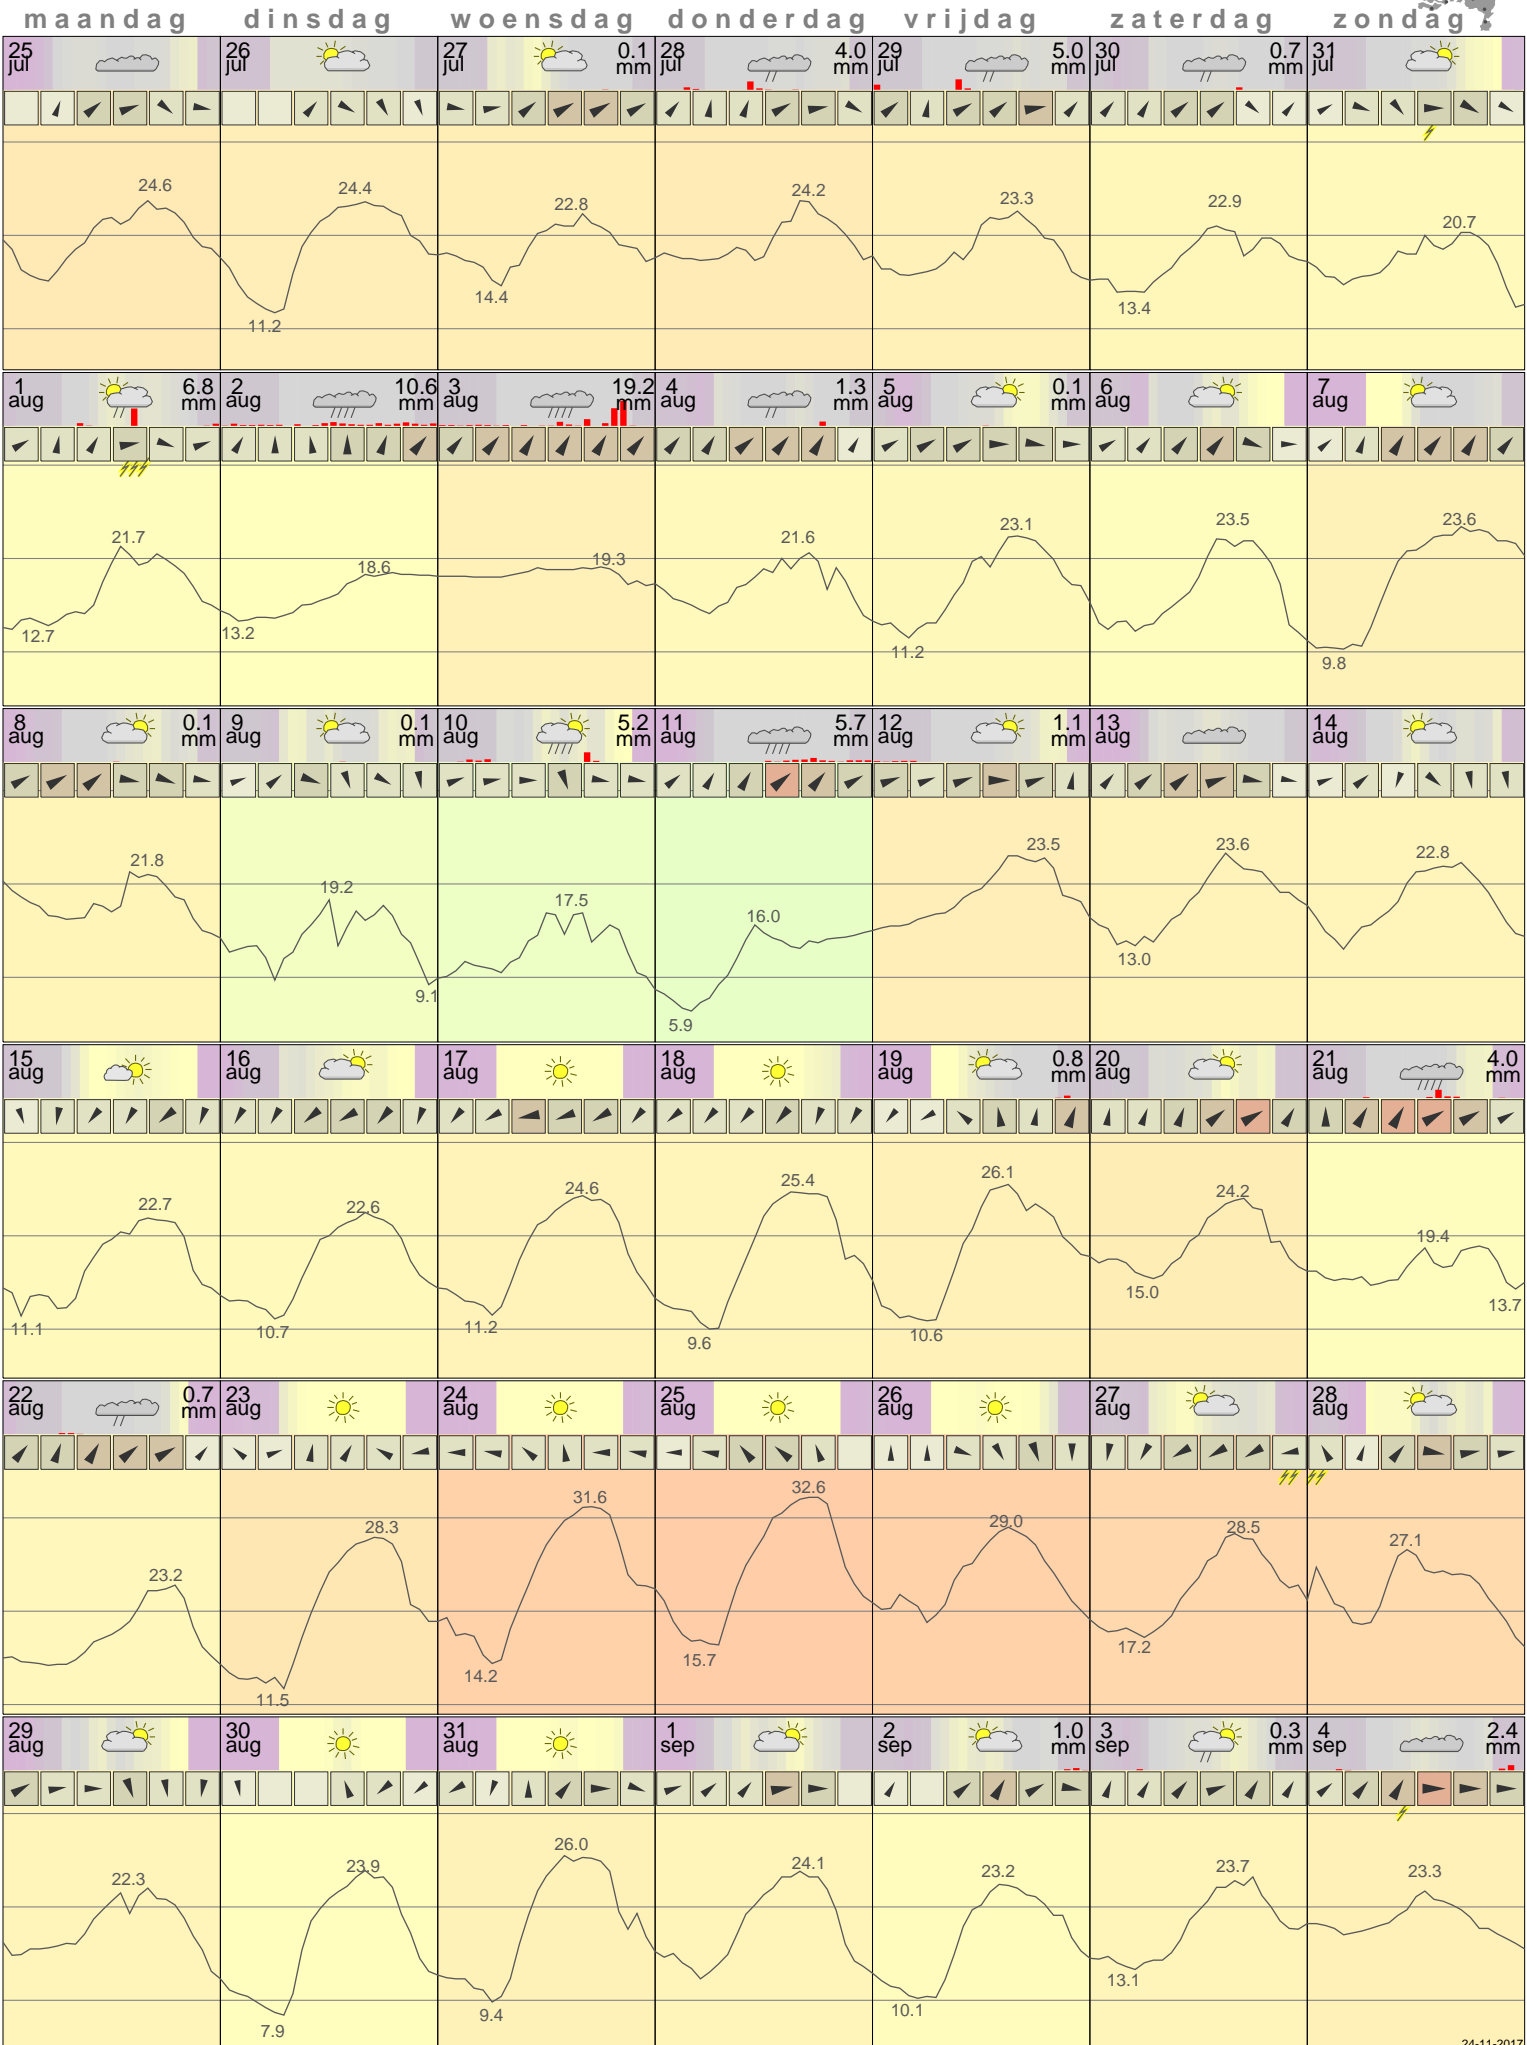 maandag dinsdag woensdag donderdag vrijdag zaterdag zondag
25 26 27 0.1 28 4.0 29 5.0 30 0.7 31
jul jul jul mm jul mm jul mm jul mm jul
24.6 24.4 22.8 24.2 23.3 22.9 20.7
11.2 14.4 13.4
1 6.8 2 10.6 3 19.2 4 1.3 5 0.1 6 7
aug mm aug mm aug mm aug mm aug mm aug aug
21.7 18.6 19.3 21.6 23.1 23.5 23.6
12.7 13.2 11.2 9.8
8 0.1 9 0.1 10 5.2 11 5.7 12 1.1 13 14
aug mm aug mm aug mm aug mm aug mm aug aug
21.8 19.2 17.5 16.0 23.5 23.6 22.8
9.1 5.9 13.0
15 16 17 18 19 0.8 20 21 4.0
aug aug aug aug aug mm aug aug mm
22.7 22.6 24.6 25.4 26.1 24.2 19.4
11.1 10.7 11.2 9.6 10.6 15.0 13.7
22 0.7 23 24 25 26 27 28
aug mm aug aug aug aug aug aug
23.2 28.3 31.6 32.6 29.0 28.5 27.1
11.5 14.2 15.7 17.2
29 30 31 1 2 1.0 3 0.3 4 2.4
aug aug aug sep sep mm sep mm sep mm
22.3 23.9 26.0 24.1 23.2 23.7 23.3
7.9 9.4 10.1 13.1
24-11-2017